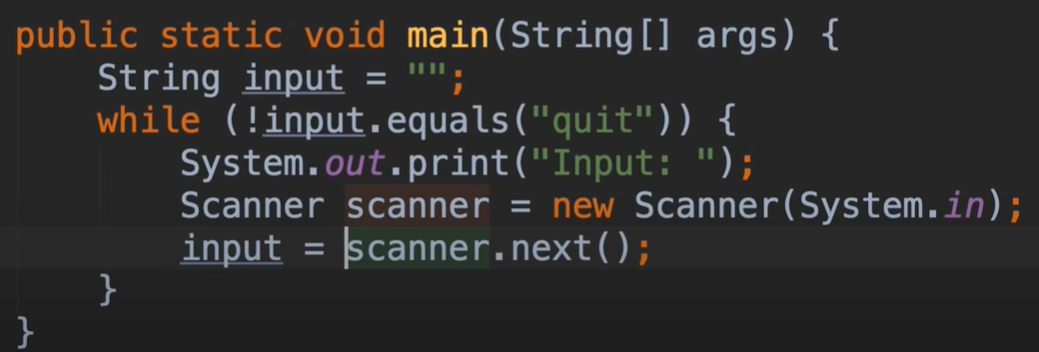 public static void main(String[] args) {
    String input = "";
    while (!input.equals("quit")) {
        System.out.print("Input: ");
        Scanner scanner = new Scanner(System.in);
        input = scanner.next();
    }
}